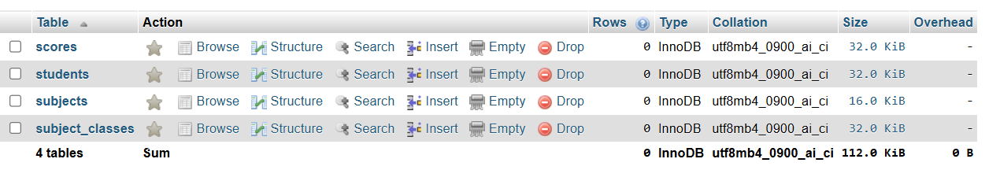 Table Action Rows Type Collation Size Overhead
scores Browse Structure Search Insert Empty Drop 0 InnoDB utf8mb4_0900_ai_ci 32.0 KiB -
students Browse Structure Search Insert Empty Drop 0 InnoDB utf8mb4_0900_ai_ci 32.0 KiB -
subjects Browse Structure Search Insert Empty Drop 0 InnoDB utf8mb4_0900_ai_ci 16.0 KiB -
subject_classes Browse Structure Search Insert Empty Drop 0 InnoDB utf8mb4_0900_ai_ci 32.0 KiB -
4 tables Sum 0 InnoDB utf8mb4_0900_ai_ci 112.0 KiB 0 B